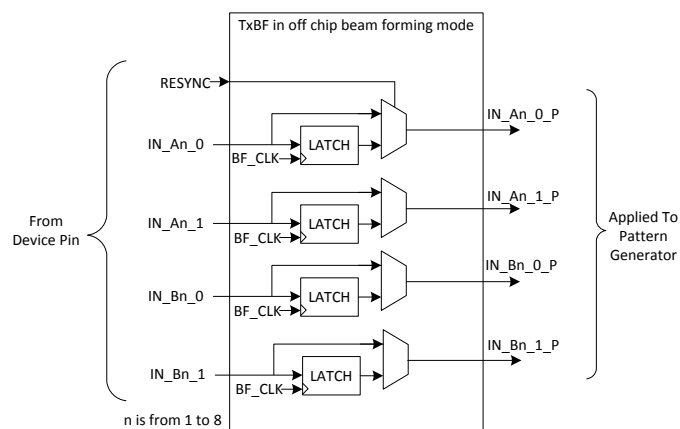 TxBF in off chip beam forming mode
RESYNC
IN_An_0
BF_CLK
LATCH
IN_An_0_P
IN_An_1
BF_CLK
LATCH
IN_An_1_P
From
Device Pin
Applied To
Pattern
Generator
IN_Bn_0
BF_CLK
LATCH
IN_Bn_0_P
IN_Bn_1
BF_CLK
LATCH
IN_Bn_1_P
n is from 1 to 8